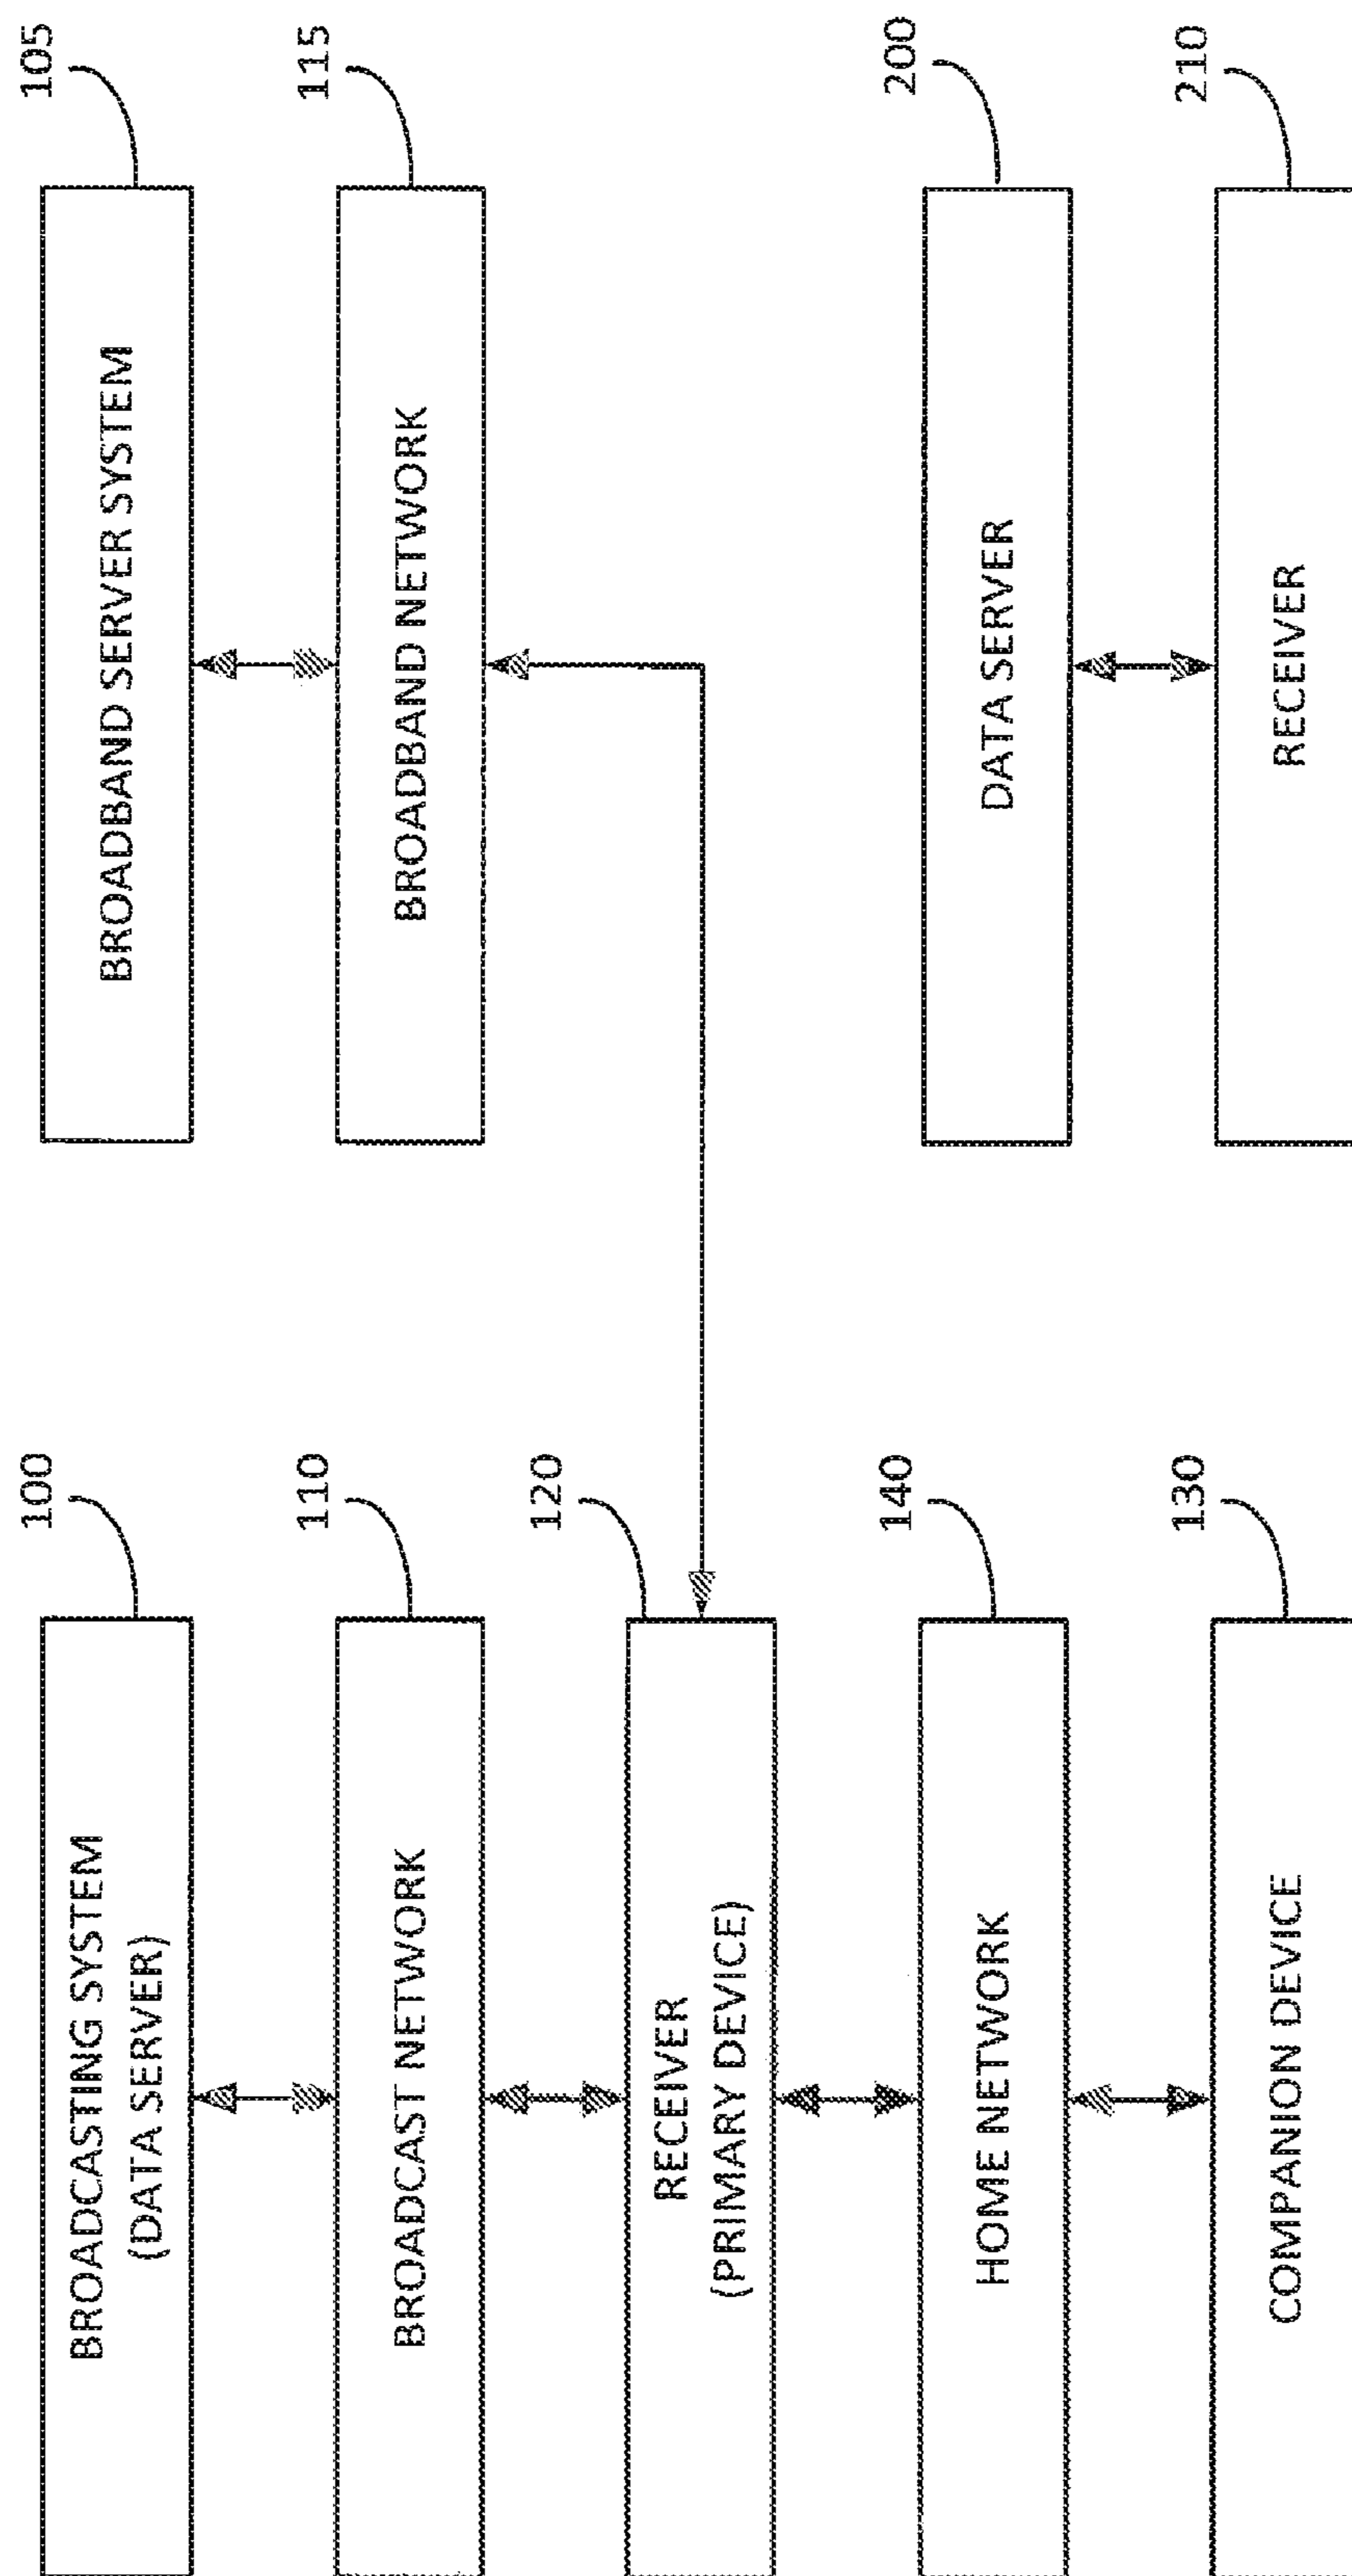 100
BROADCASTING SYSTEM
(DATA SERVER)
110
BROADCAST NETWORK
120
RECEIVER
(PRIMARY DEVICE)
140
HOME NETWORK
130
COMPANION DEVICE
105
BROADBAND SERVER SYSTEM
115
BROADBAND NETWORK
200
DATA SERVER
210
RECEIVER